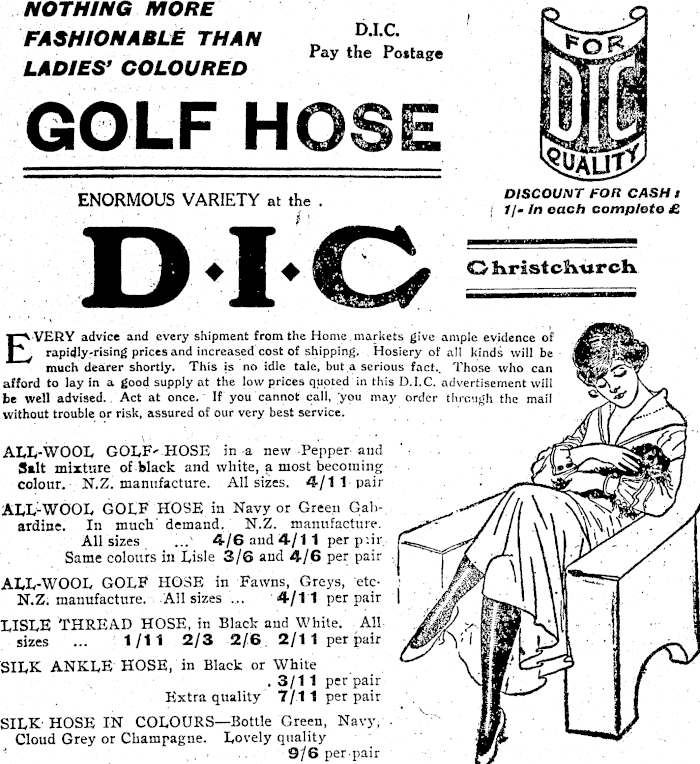 NOTHING MORE
FASHIONABLE THAN
LADIES' COLOURED
GOLF HOSE
D.I.C.
Pay the Postage
FOR
DIC
QUALITY
DISCOUNT FOR CASH:
1/- in each complete £
ENORMOUS VARIETY at the
D·I·C
Christchurch
EVERY advice and every shipment from the Home markets give ample evidence of
rapidly-rising prices and increased cost of shipping. Hosiery of all kinds will be
much dearer shortly. This is no idle tale, but a serious fact. Those who can
afford to lay in a good supply at the low prices quoted in this D.I.C. advertisement will
be well advised. Act at once. If you cannot call, you may order through the mail
without trouble or risk, assured of our very best service.
ALL-WOOL GOLF HOSE in a new Pepper and
Salt mixture of black and white, a most becoming
colour. N.Z. manufacture. All sizes. 4/11 pair
ALL-WOOL GOLF HOSE in Navy or Green Gab-
ardine. In much demand. N.Z. manufacture.
All sizes ... 4/6 and 4/11 per pair
Same colours in Lisle 3/6 and 4/6 per pair
ALL-WOOL GOLF HOSE in Fawns, Greys, etc.
N.Z. manufacture. All sizes ... 4/11 per pair
LISLE THREAD HOSE, in Black and White. All
sizes ... 1/11 2/3 2/6 2/11 per pair
SILK ANKLE HOSE, in Black or White
3/11 per pair
Extra quality 7/11 per pair
SILK HOSE IN COLOURS—Bottle Green, Navy,
Cloud Grey or Champagne. Lovely quality
9/6 per pair